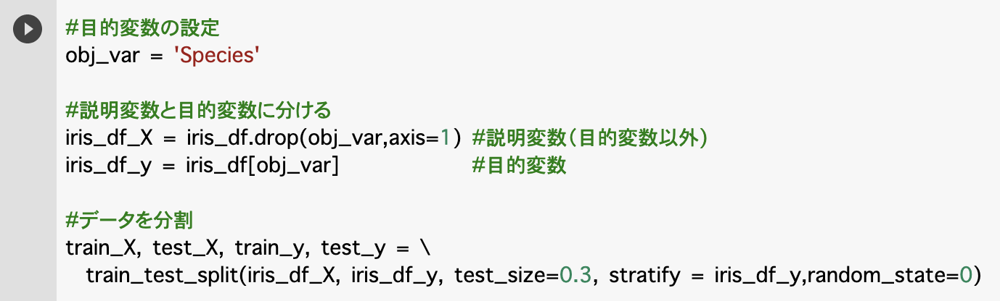 #目的変数の設定
obj_var = 'Species'
#説明変数と目的変数に分ける
iris_df_X = iris_df.drop(obj_var,axis=1) #説明変数(目的変数以外)
iris_df_y = iris_df[obj_var] #目的変数
#データを分割
train_X, test_X, train_y, test_y = \
train_test_split(iris_df_X, iris_df_y, test_size=0.3, stratify = iris_df_y,random_state=0)